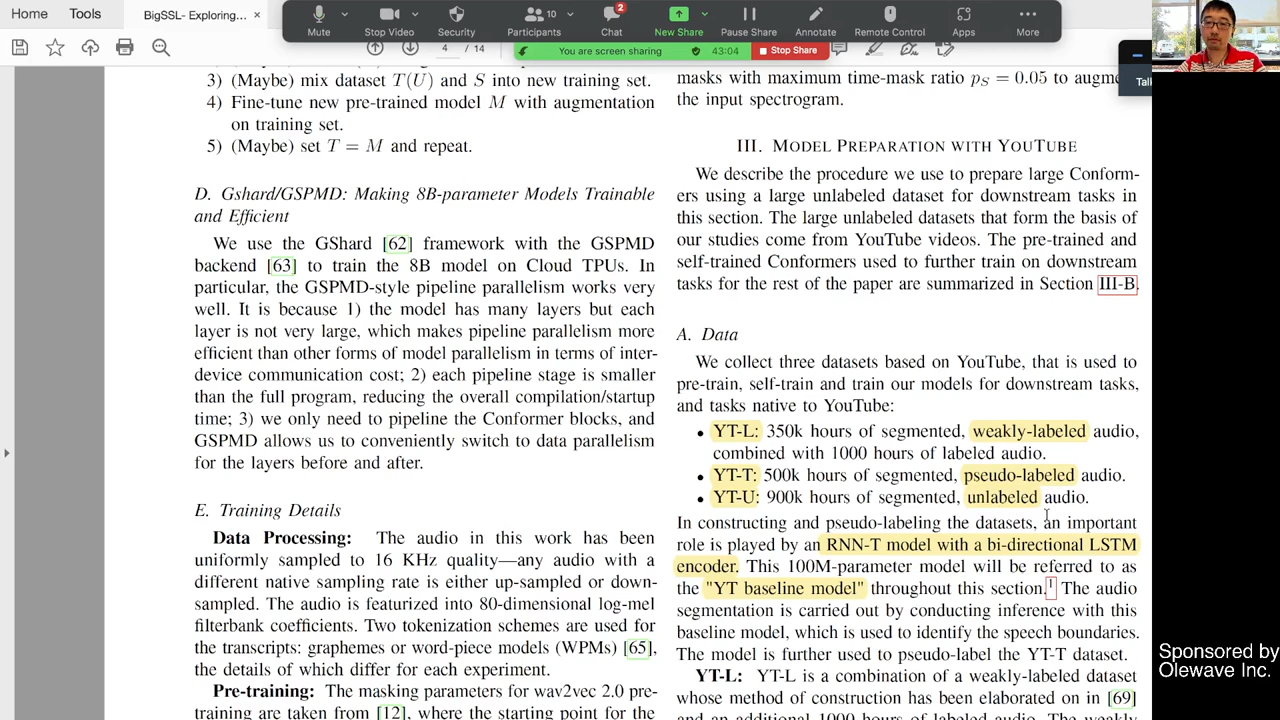 Home
Tools
BigSSL- Exploring... ×
Mute
Stop Video
Security
10
Participants
2
Chat
New Share
Pause Share
Annotate
Remote Control
Apps
More
4 / 14
You are screen sharing
43:04
Stop Share
Talk
3) (Maybe) mix dataset T(U) and S into new training set.
4) Fine-tune new pre-trained model M with augmentation
on training set.
5) (Maybe) set T = M and repeat.
D. Gshard/GSPMD: Making 8B-parameter Models Trainable
and Efficient
We use the GShard [62] framework with the GSPMD
backend [63] to train the 8B model on Cloud TPUs. In
particular, the GSPMD-style pipeline parallelism works very
well. It is because 1) the model has many layers but each
layer is not very large, which makes pipeline parallelism more
efficient than other forms of model parallelism in terms of inter-
device communication cost; 2) each pipeline stage is smaller
than the full program, reducing the overall compilation/startup
time; 3) we only need to pipeline the Conformer blocks, and
GSPMD allows us to conveniently switch to data parallelism
for the layers before and after.
E. Training Details
Data Processing: The audio in this work has been
uniformly sampled to 16 KHz quality—any audio with a
different native sampling rate is either up-sampled or down-
sampled. The audio is featurized into 80-dimensional log-mel
filterbank coefficients. Two tokenization schemes are used for
the transcripts: graphemes or word-piece models (WPMs) [65],
the details of which differ for each experiment.
Pre-training: The masking parameters for wav2vec 2.0 pre-
training are taken from [12], where the starting point for the
masks with maximum time-mask ratio pS = 0.05 to augme
the input spectrogram.
III. MODEL PREPARATION WITH YOUTUBE
We describe the procedure we use to prepare large Conform-
ers using a large unlabeled dataset for downstream tasks in
this section. The large unlabeled datasets that form the basis of
our studies come from YouTube videos. The pre-trained and
self-trained Conformers used to further train on downstream
tasks for the rest of the paper are summarized in Section III-B.
A. Data
We collect three datasets based on YouTube, that is used to
pre-train, self-train and train our models for downstream tasks,
and tasks native to YouTube:
• YT-L: 350k hours of segmented, weakly-labeled audio,
combined with 1000 hours of labeled audio.
• YT-T: 500k hours of segmented, pseudo-labeled audio.
• YT-U: 900k hours of segmented, unlabeled audio.
In constructing and pseudo-labeling the datasets, an important
role is played by an RNN-T model with a bi-directional LSTM
encoder. This 100M-parameter model will be referred to as
the "YT baseline model" throughout this section.1 The audio
segmentation is carried out by conducting inference with this
baseline model, which is used to identify the speech boundaries.
The model is further used to pseudo-label the YT-T dataset.
YT-L: YT-L is a combination of a weakly-labeled dataset
whose method of construction has been elaborated on in [69]
and an additional 1000 hours of labeled audio. The weakly
Sponsored by
Olewave Inc.